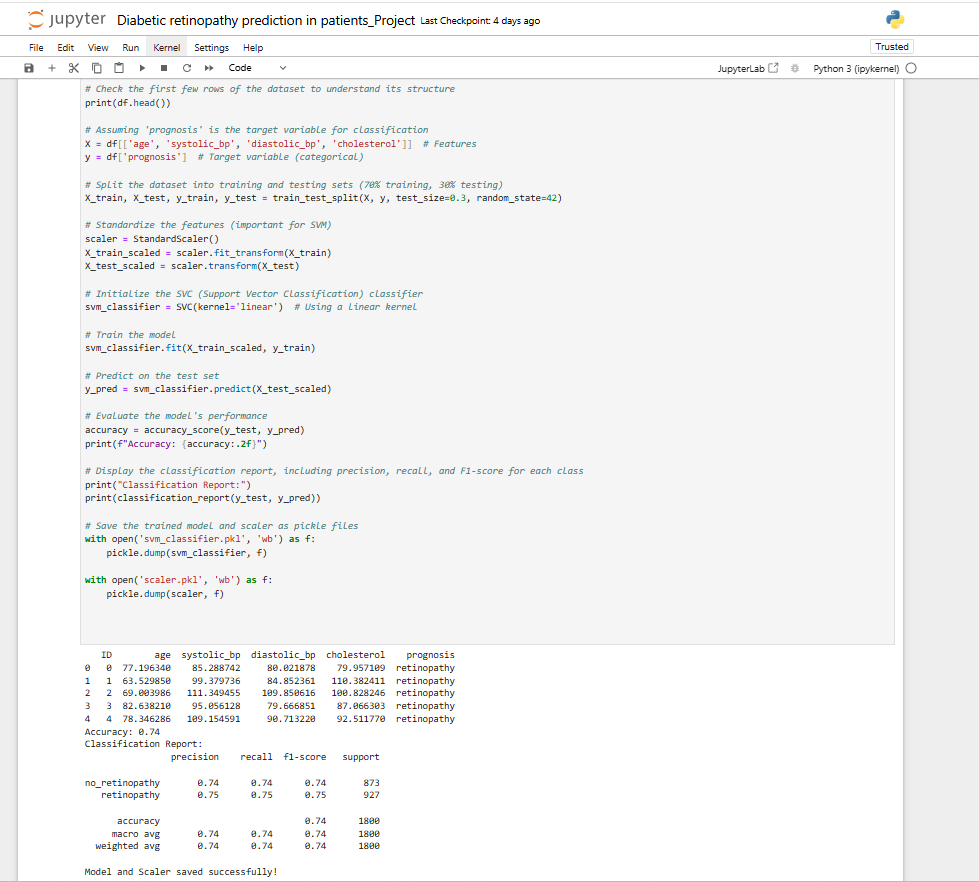 jupyter Diabetic retinopathy prediction in patients_Project Last Checkpoint: 4 days ago
File Edit View Run Kernel Settings Help Trusted
Code JupyterLab Python 3 (ipykernel)
# Check the first few rows of the dataset to understand its structure
print(df.head())
# Assuming 'prognosis' is the target variable for classification
X = df[['age', 'systolic_bp', 'diastolic_bp', 'cholesterol']]  # Features
y = df['prognosis']  # Target variable (categorical)
# Split the dataset into training and testing sets (70% training, 30% testing)
X_train, X_test, y_train, y_test = train_test_split(X, y, test_size=0.3, random_state=42)
# Standardize the features (important for SVM)
scaler = StandardScaler()
X_train_scaled = scaler.fit_transform(X_train)
X_test_scaled = scaler.transform(X_test)
# Initialize the SVC (Support Vector Classification) classifier
svm_classifier = SVC(kernel='linear')  # Using a linear kernel
# Train the model
svm_classifier.fit(X_train_scaled, y_train)
# Predict on the test set
y_pred = svm_classifier.predict(X_test_scaled)
# Evaluate the model's performance
accuracy = accuracy_score(y_test, y_pred)
print(f"Accuracy: {accuracy:.2f}")
# Display the classification report, including precision, recall, and F1-score for each class
print("Classification Report:")
print(classification_report(y_test, y_pred))
# Save the trained model and scaler as pickle files
with open('svm_classifier.pkl', 'wb') as f:
    pickle.dump(svm_classifier, f)
with open('scaler.pkl', 'wb') as f:
    pickle.dump(scaler, f)
ID age systolic_bp diastolic_bp cholesterol prognosis
0 0 77.196340 85.288742 80.021878 79.957109 retinopathy
1 1 63.529850 99.379736 84.852361 110.382411 retinopathy
2 2 69.003986 111.349455 109.850616 100.828246 retinopathy
3 3 82.638210 95.056128 79.666851 87.066303 retinopathy
4 4 78.346286 109.154591 90.713220 92.511770 retinopathy
Accuracy: 0.74
Classification Report:
precision recall f1-score support
no_retinopathy 0.74 0.74 0.74 873
retinopathy 0.75 0.75 0.75 927
accuracy 0.74 1800
macro avg 0.74 0.74 0.74 1800
weighted avg 0.74 0.74 0.74 1800
Model and Scaler saved successfully!